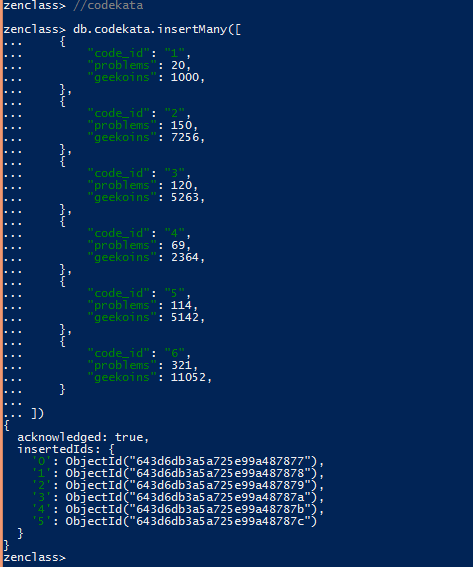 zenclass> //codekata
zenclass> db.codekata.insertMany([
...     {
...         "code_id": "1",
...         "problems": 20,
...         "geekoins": 1000,
...     },
...     {
...         "code_id": "2",
...         "problems": 150,
...         "geekoins": 7256,
...     },
...     {
...         "code_id": "3",
...         "problems": 120,
...         "geekoins": 5263,
...     },
...     {
...         "code_id": "4",
...         "problems": 69,
...         "geekoins": 2364,
...     },
...     {
...         "code_id": "5",
...         "problems": 114,
...         "geekoins": 5142,
...     },
...     {
...         "code_id": "6",
...         "problems": 321,
...         "geekoins": 11052,
...     }
...
... ])
{
  acknowledged: true,
  insertedIds: {
    '0': ObjectId("643d6db3a5a725e99a487877"),
    '1': ObjectId("643d6db3a5a725e99a487878"),
    '2': ObjectId("643d6db3a5a725e99a487879"),
    '3': ObjectId("643d6db3a5a725e99a48787a"),
    '4': ObjectId("643d6db3a5a725e99a48787b"),
    '5': ObjectId("643d6db3a5a725e99a48787c")
  }
}
zenclass>